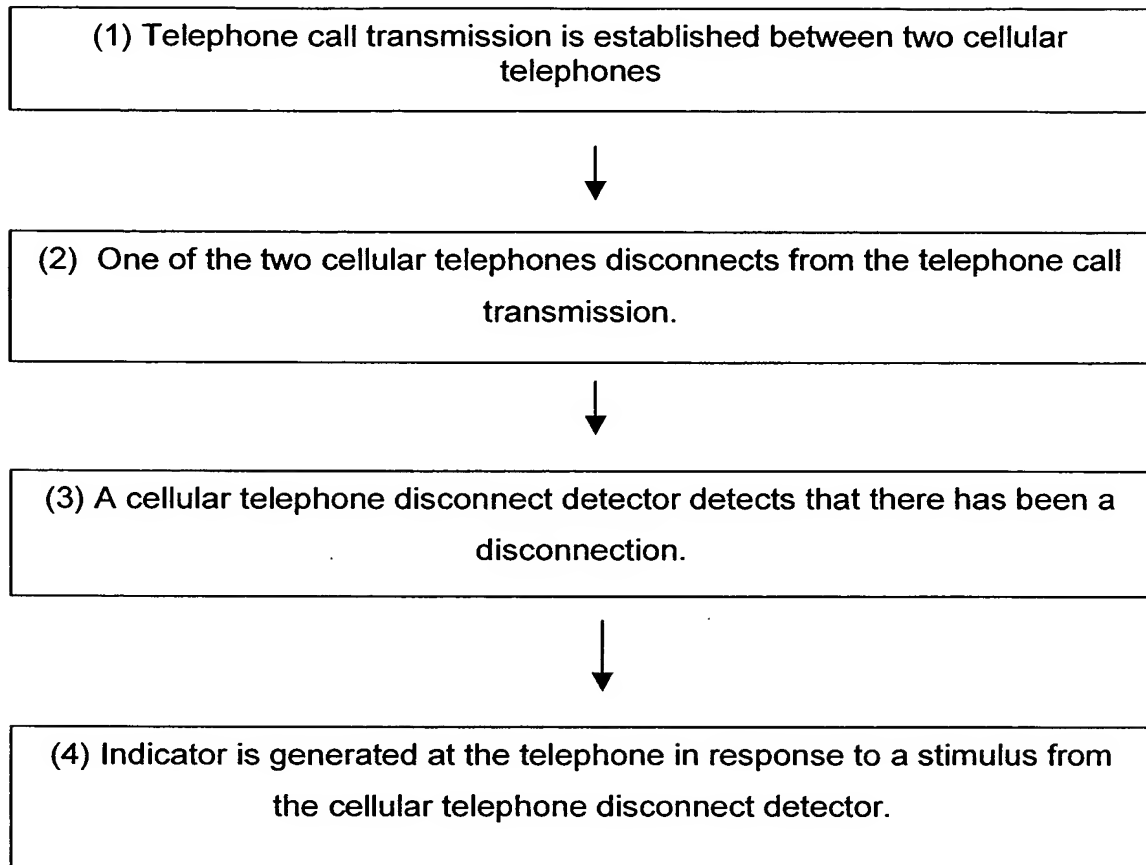 (1) Telephone call transmission is established between two cellular
telephones
(2) One of the two cellular telephones disconnects from the telephone call
transmission.
(3) A cellular telephone disconnect detector detects that there has been a
disconnection.
(4) Indicator is generated at the telephone in response to a stimulus from
the cellular telephone disconnect detector.